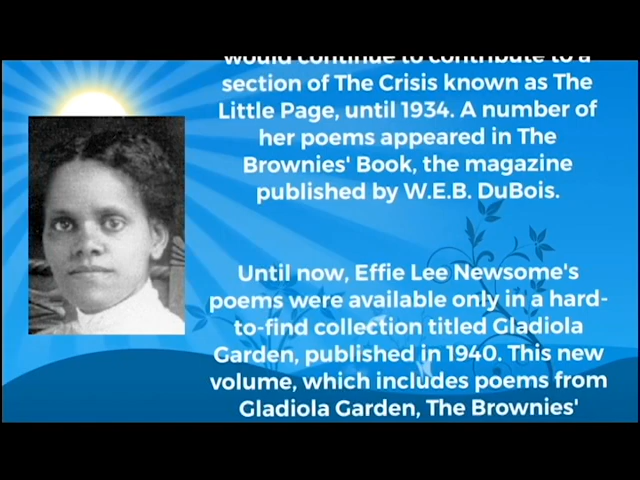 would continue to contribute to a
section of The Crisis known as The
Little Page, until 1934. A number of
her poems appeared in The
Brownies' Book, the magazine
published by W.E.B. DuBois.
Until now, Effie Lee Newsome's
poems were available only in a hard-
to-find collection titled Gladiola
Garden, published in 1940. This new
volume, which includes poems from
Gladiola Garden, The Brownies'